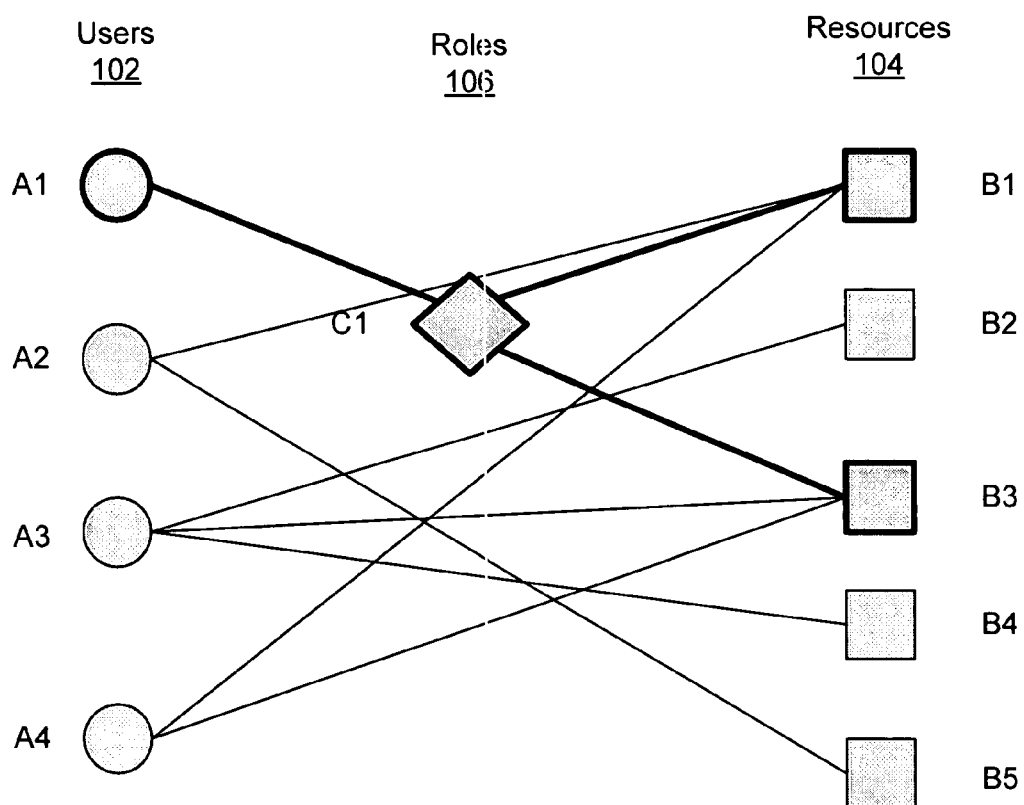 Users
102
Roles
106
Resources
104
A1
B1
C1
B2
A2
A3
B3
B4
A4
B5